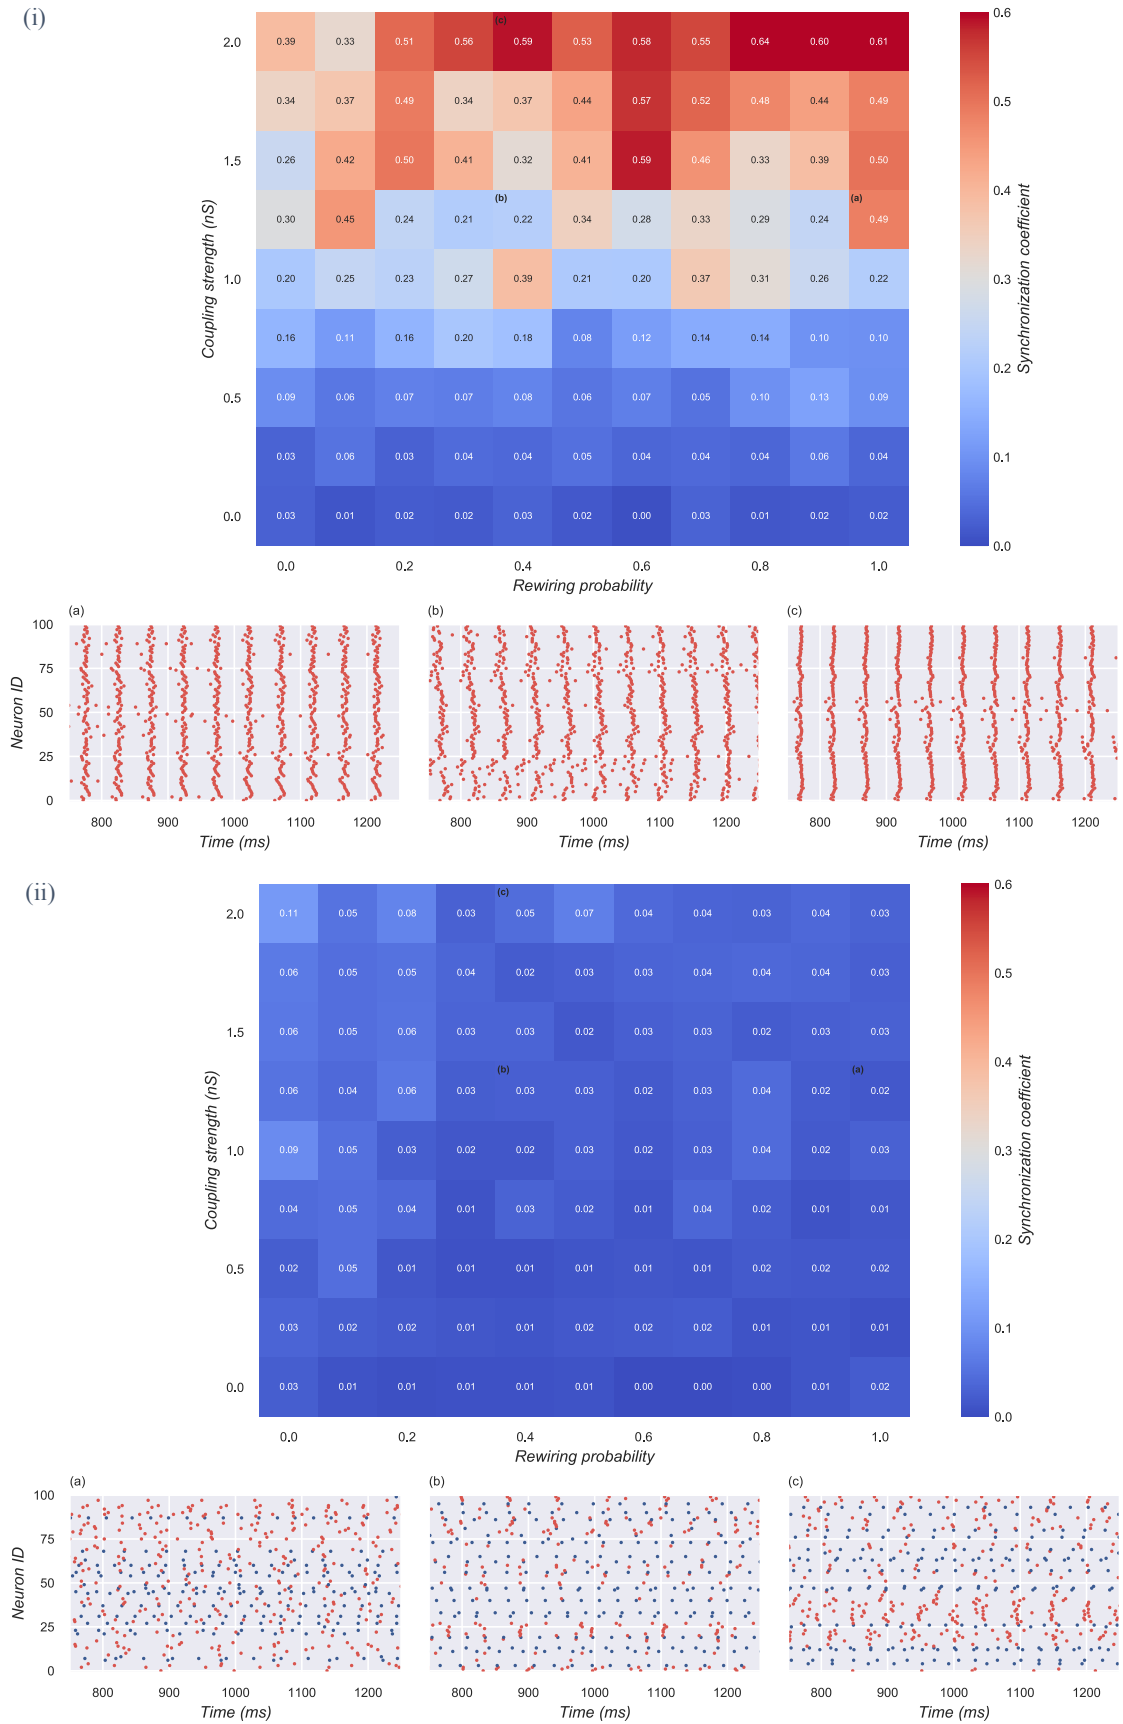 (i)
(c)
2.0 0.39 0.33 0.51 0.56 0.59 0.53 0.58 0.55 0.64 0.60 0.61
0.34 0.37 0.49 0.34 0.37 0.44 0.57 0.52 0.48 0.44 0.49
1.5 0.26 0.42 0.50 0.41 0.32 0.41 0.59 0.46 0.33 0.39 0.50
(b) (a)
0.30 0.45 0.24 0.21 0.22 0.34 0.28 0.33 0.29 0.24 0.49
1.0 0.20 0.25 0.23 0.27 0.39 0.21 0.20 0.37 0.31 0.26 0.22
0.16 0.11 0.16 0.20 0.18 0.08 0.12 0.14 0.14 0.10 0.10
0.5 0.09 0.06 0.07 0.07 0.08 0.06 0.07 0.05 0.10 0.13 0.09
0.03 0.06 0.03 0.04 0.04 0.05 0.04 0.04 0.04 0.06 0.04
0.0 0.03 0.01 0.02 0.02 0.03 0.02 0.00 0.03 0.01 0.02 0.02
0.0 0.2 0.4 0.6 0.8 1.0
Rewiring probability
Coupling strength (nS)
0.6
0.5
0.4
0.3
0.2
0.1
0.0
Synchronization coefficient
(a) (b) (c)
100
75
50
25
0
Neuron ID
800 900 1000 1100 1200
Time (ms)
800 900 1000 1100 1200
Time (ms)
800 900 1000 1100 1200
Time (ms)
(ii)
(c)
2.0 0.11 0.05 0.08 0.03 0.05 0.07 0.04 0.04 0.03 0.04 0.03
0.06 0.05 0.05 0.04 0.02 0.03 0.03 0.04 0.04 0.04 0.03
1.5 0.06 0.05 0.06 0.03 0.03 0.02 0.03 0.03 0.02 0.03 0.03
(b) (a)
0.06 0.04 0.06 0.03 0.03 0.03 0.02 0.03 0.04 0.02 0.02
1.0 0.09 0.05 0.03 0.02 0.02 0.03 0.02 0.03 0.04 0.02 0.03
0.04 0.05 0.04 0.01 0.03 0.02 0.01 0.04 0.02 0.01 0.01
0.5 0.02 0.05 0.01 0.01 0.01 0.01 0.01 0.01 0.02 0.02 0.02
0.03 0.02 0.02 0.01 0.01 0.02 0.02 0.02 0.01 0.01 0.01
0.0 0.03 0.01 0.01 0.01 0.01 0.01 0.00 0.00 0.00 0.01 0.02
0.0 0.2 0.4 0.6 0.8 1.0
Rewiring probability
Coupling strength (nS)
0.6
0.5
0.4
0.3
0.2
0.1
0.0
Synchronization coefficient
(a) (b) (c)
100
75
50
25
0
Neuron ID
800 900 1000 1100 1200
Time (ms)
800 900 1000 1100 1200
Time (ms)
800 900 1000 1100 1200
Time (ms)